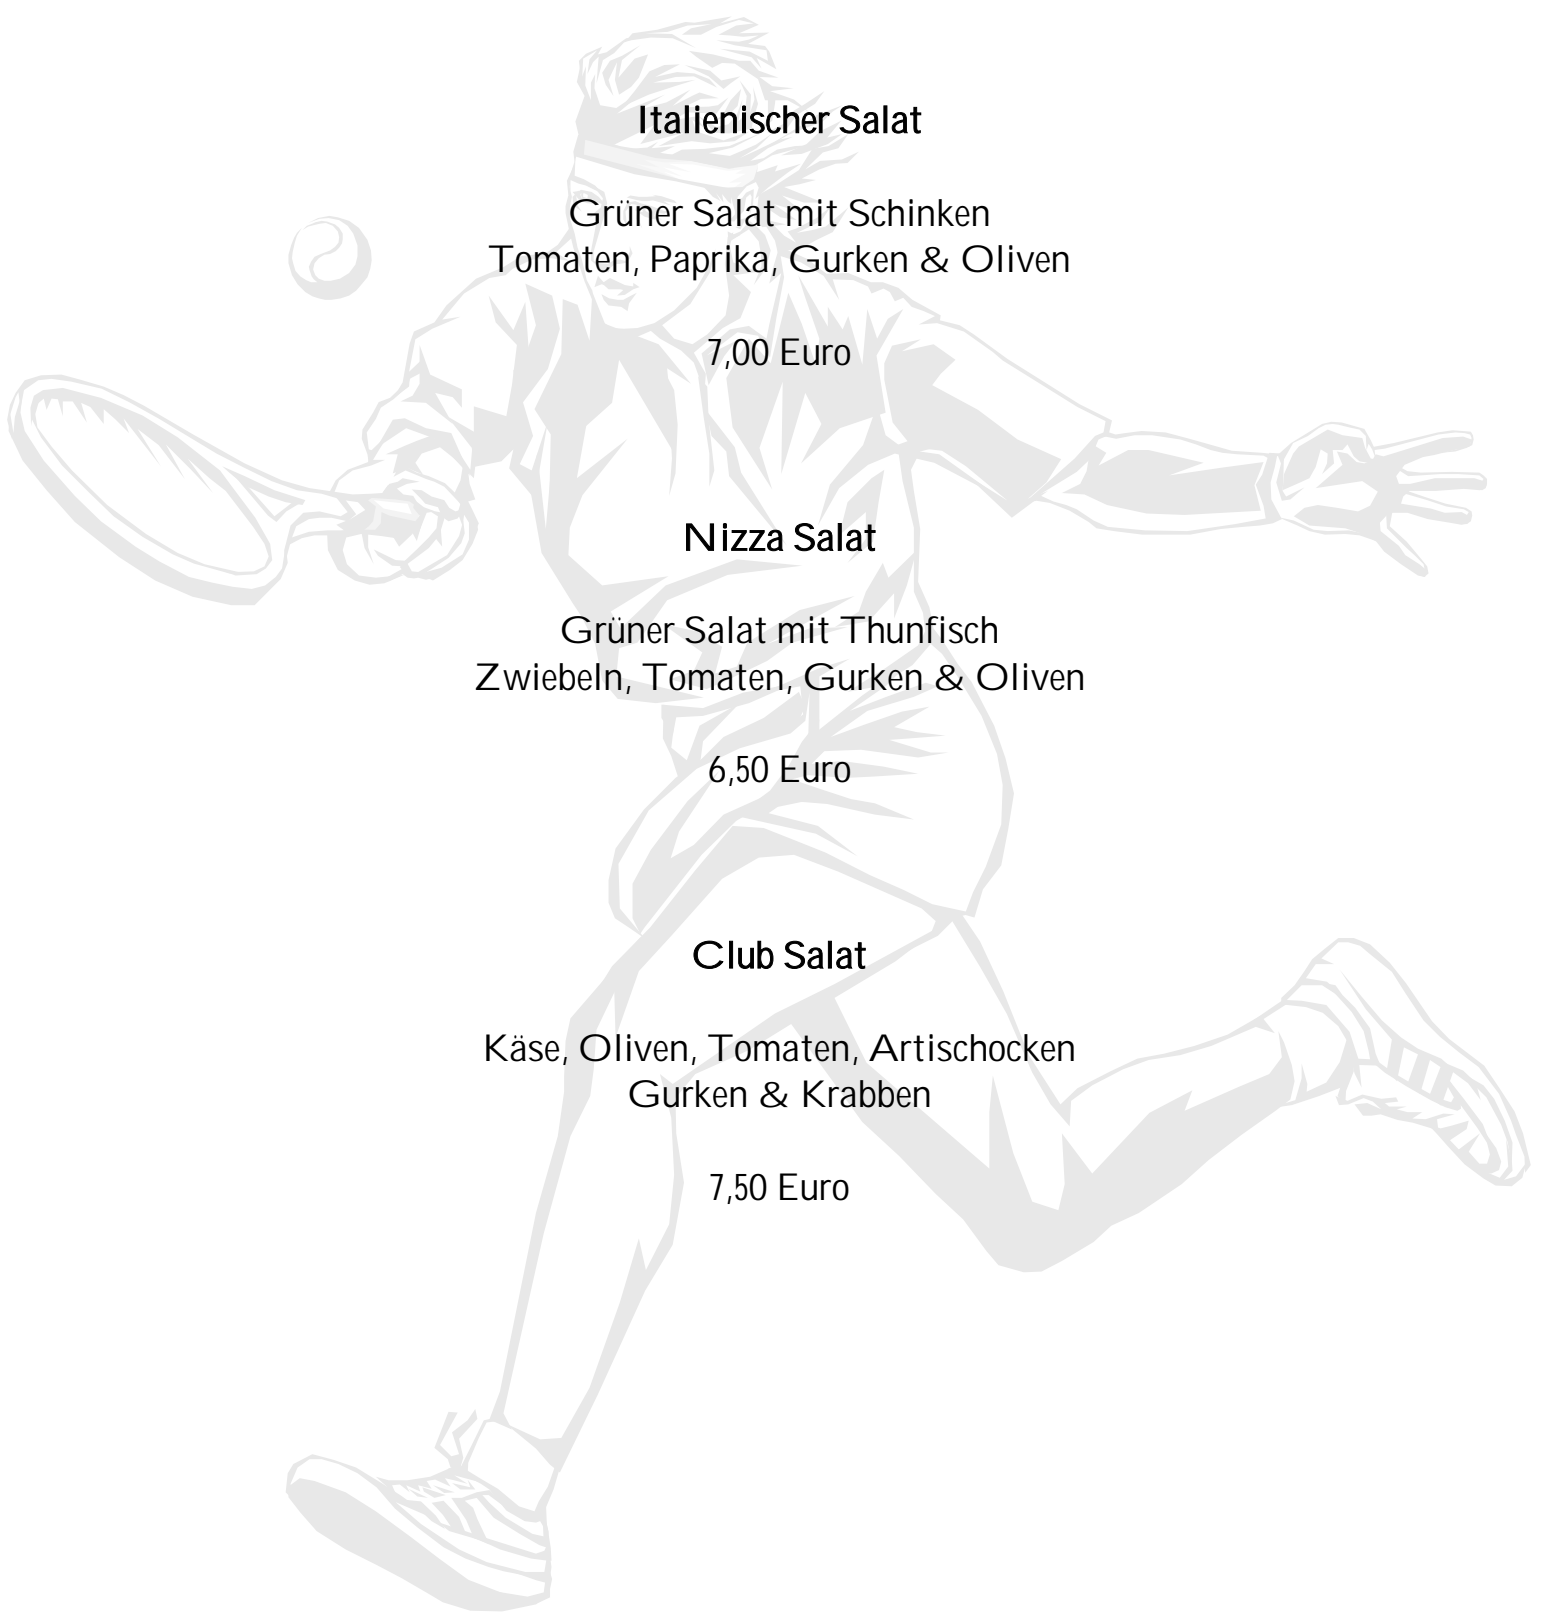 Italienischer Salat
Grüner Salat mit Schinken
Tomaten, Paprika, Gurken & Oliven
7,00 Euro
Nizza Salat
Grüner Salat mit Thunfisch
Zwiebeln, Tomaten, Gurken & Oliven
6,50 Euro
Club Salat
Käse, Oliven, Tomaten, Artischocken
Gurken & Krabben
7,50 Euro